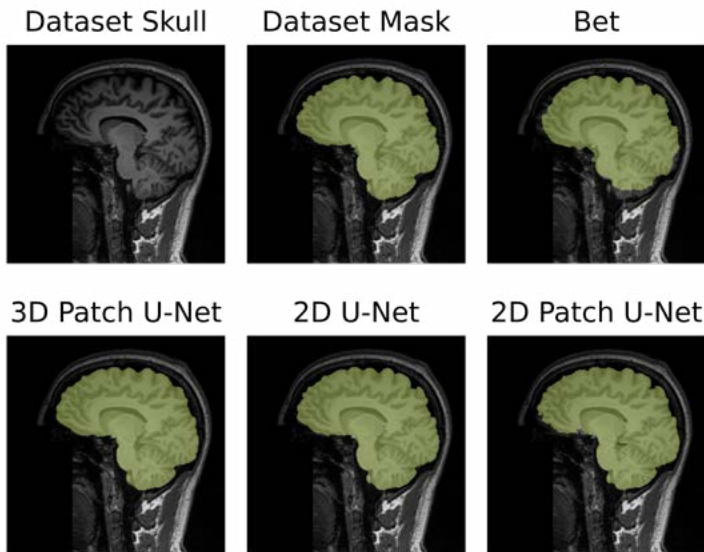 Dataset Skull
Dataset Mask
Bet
3D Patch U-Net
2D U-Net
2D Patch U-Net